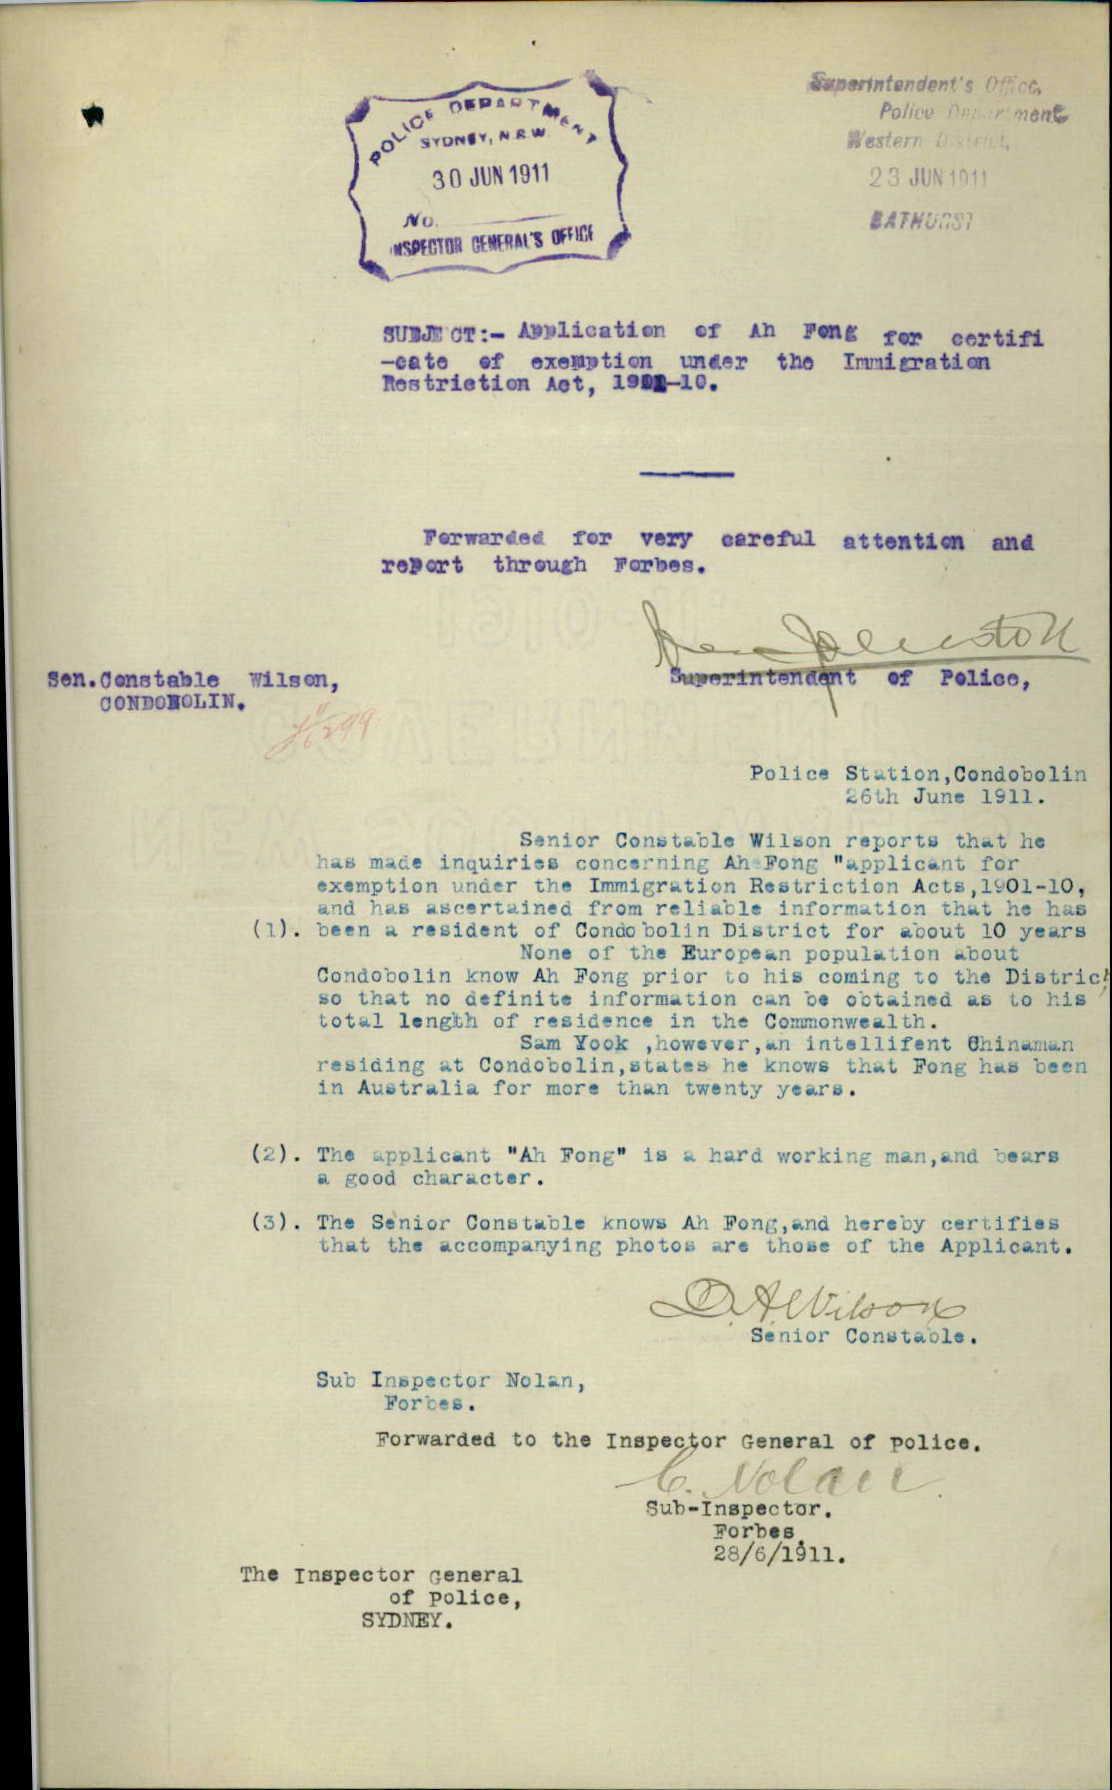 POLICE DEPARTMENT
SYDNEY, N.S.W.
30 JUN 1911
No.
INSPECTOR GENERAL'S OFFICE
Superintendent's Office,
Police Department
Western District,
23 JUN 1911
BATHURST
SUBJECT:- Application of Ah Fong for certifi
-cate of exemption under the Immigration
Restriction Act, 1901-10.
Forwarded for very careful attention and
report through Forbes.
Superintendent of Police,
Sen.Constable Wilson,
CONDOBOLIN.
Police Station,Condobolin
26th June 1911.
Senior Constable Wilson reports that he
has made inquiries concerning Ah Fong "applicant for
exemption under the Immigration Restriction Acts,1901-10,
and has ascertained from reliable information that he has
(1). been a resident of Condobolin District for about 10 years
None of the European population about
Condobolin know Ah Fong prior to his coming to the District
so that no definite information can be obtained as to his
total length of residence in the Commonwealth.
Sam Yook ,however,an intellifent Chinaman
residing at Condobolin,states he knows that Fong has been
in Australia for more than twenty years.
(2). The applicant "Ah Fong" is a hard working man,and bears
a good character.
(3). The Senior Constable knows Ah Fong,and hereby certifies
that the accompanying photos are those of the Applicant.
D.A.Wilson
Senior Constable.
Sub Inspector Nolan,
Forbes.
Forwarded to the Inspector General of Police.
C. Nolan
Sub-Inspector.
Forbes.
28/6/1911.
The Inspector General
of Police,
SYDNEY.